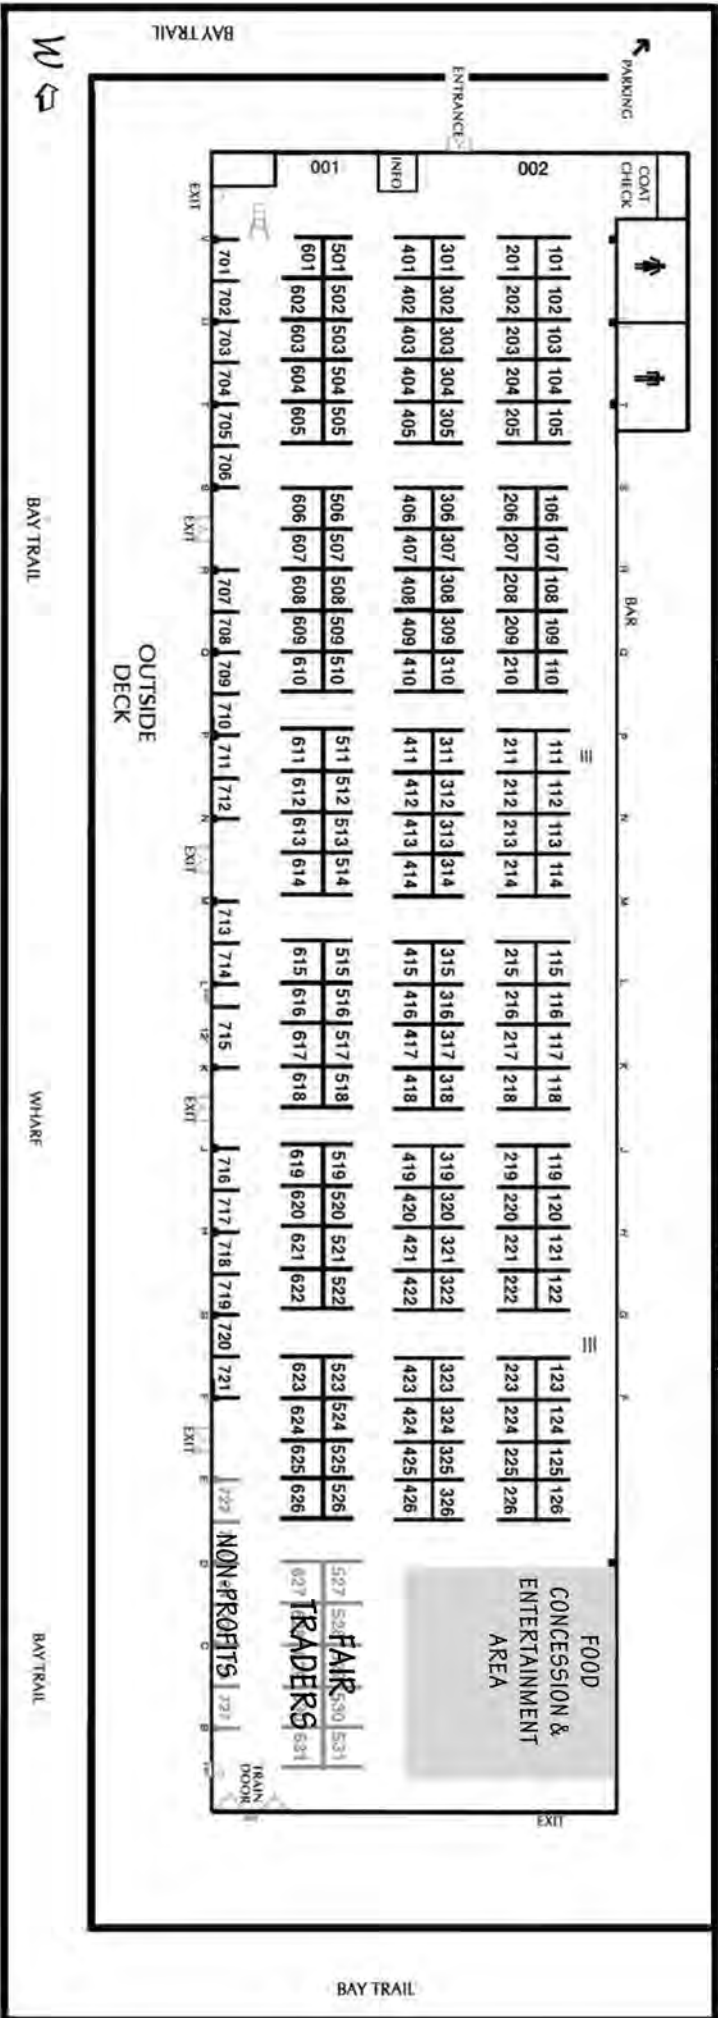 BAY TRAIL
PARKING
W
ENTRANCE
COAT
CHECK
002
INFO
001
EXIT
101 102 103 104 105
201 202 203 204 205
301 302 303 304 305
401 402 403 404 405
501 502 503 504 505
601 602 603 604 605
701 702 703 704 705 706
V U T S R Q P N M L K J H G F
BAR
106 107 108 109 110
206 207 208 209 210
306 307 308 309 310
406 407 408 409 410
506 507 508 509 510
606 607 608 609 610
EXIT
707 708 709 710 711 712
111 112 113 114
211 212 213 214
311 312 313 314
411 412 413 414
511 512 513 514
611 612 613 614
EXIT
713 714 715
12'
115 116 117 118
215 216 217 218
315 316 317 318
415 416 417 418
515 516 517 518
615 616 617 618
EXIT
716 717 718 719 720 721
119 120 121 122
219 220 221 222
319 320 321 322
419 420 421 422
519 520 521 522
619 620 621 622
123 124 125 126
223 224 225 226
323 324 325 326
423 424 425 426
523 524 525 526
623 624 625 626
EXIT
E D C B
FOOD
CONCESSION &
ENTERTAINMENT
AREA
527 528 530 531
627 631
FAIR
TRADERS
722 727
NON-PROFITS
TRAIN
DOOR
EXIT
OUTSIDE
DECK
BAY TRAIL
WHARF
BAY TRAIL
BAY TRAIL